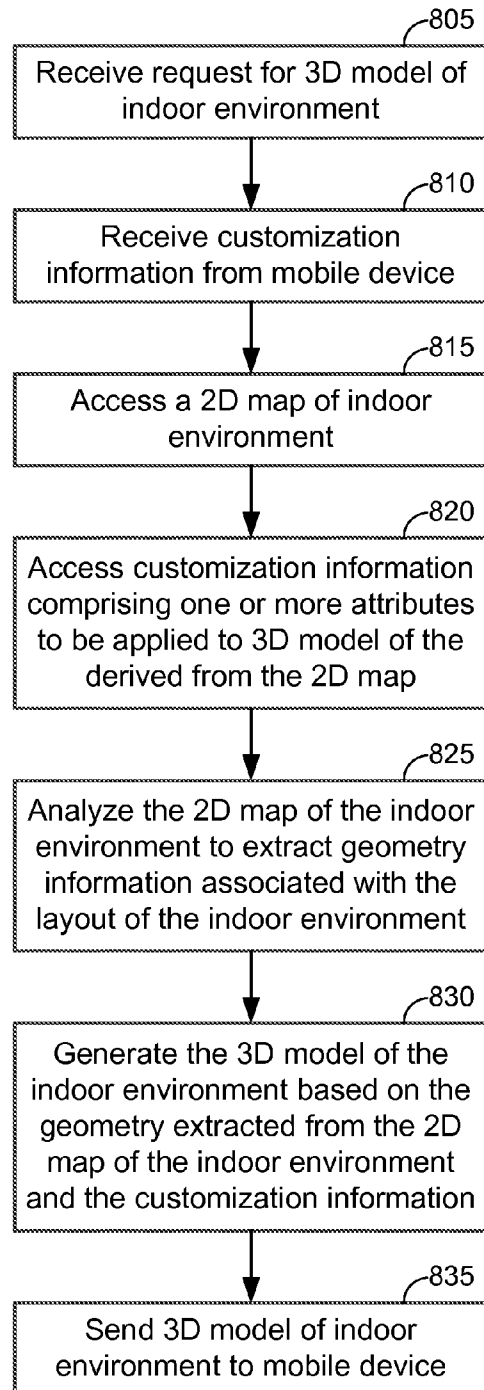 805
Receive request for 3D model of
indoor environment
810
Receive customization
information from mobile device
815
Access a 2D map of indoor
environment
820
Access customization information
comprising one or more attributes
to be applied to 3D model of the
derived from the 2D map
825
Analyze the 2D map of the indoor
environment to extract geometry
information associated with the
layout of the indoor environment
830
Generate the 3D model of the
indoor environment based on the
geometry extracted from the 2D
map of the indoor environment
and the customization information
835
Send 3D model of indoor
environment to mobile device